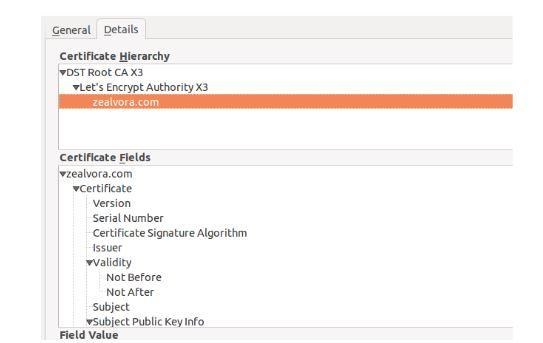 General Details
Certificate Hierarchy
DST Root CA X3
Let's Encrypt Authority X3
zealvora.com
Certificate Fields
zealvora.com
Certificate
Version
Serial Number
Certificate Signature Algorithm
Issuer
Validity
Not Before
Not After
Subject
Subject Public Key Info
Field Value